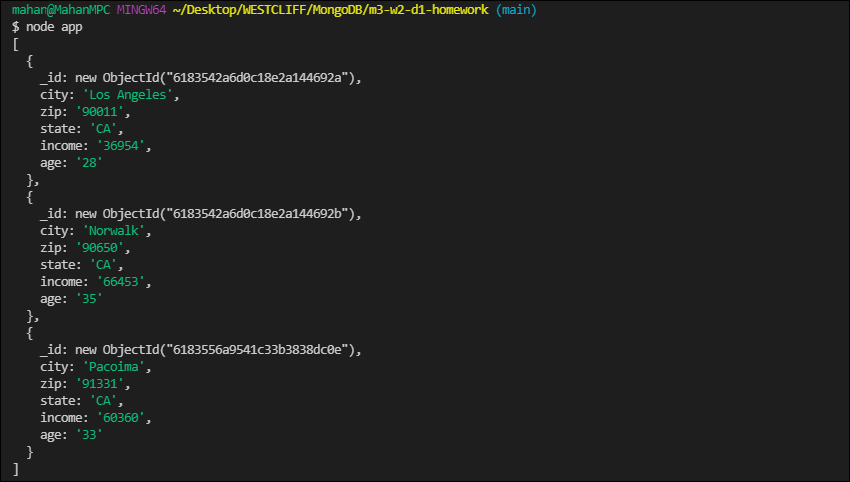 mahan@MahanMPC MINGW64 ~/Desktop/WESTCLIFF/MongoDB/m3-w2-d1-homework (main)
$ node app
[
  {
    _id: new ObjectId("6183542a6d0c18e2a144692a"),
    city: 'Los Angeles',
    zip: '90011',
    state: 'CA',
    income: '36954',
    age: '28'
  },
  {
    _id: new ObjectId("6183542a6d0c18e2a144692b"),
    city: 'Norwalk',
    zip: '90650',
    state: 'CA',
    income: '66453',
    age: '35'
  },
  {
    _id: new ObjectId("6183556a9541c33b3838dc0e"),
    city: 'Pacoima',
    zip: '91331',
    state: 'CA',
    income: '60360',
    age: '33'
  }
]